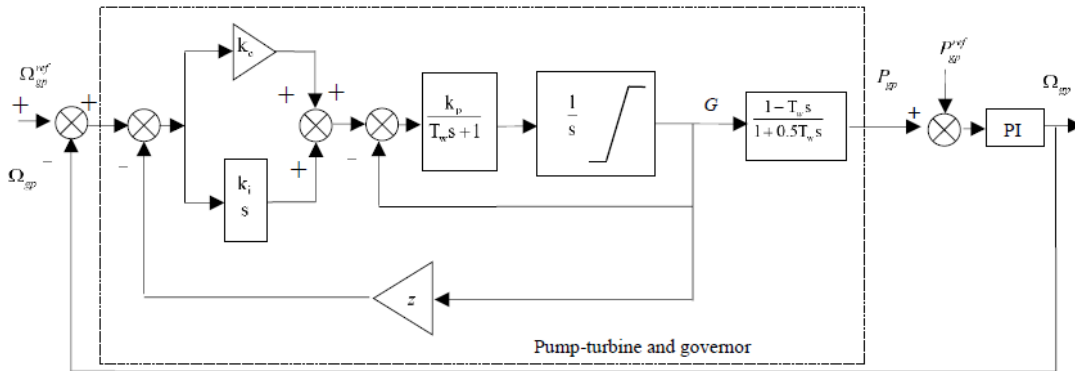 Ω_gp^ref
+
+
−
Ω_gp
−
k_c
k_i
s
+
+
+
−
k_p
T_w s + 1
1
s
G
1 − T_w s
1 + 0.5T_w s
P_gp
+
P_gp^ref
PI
Ω_gp
z
Pump-turbine and governor